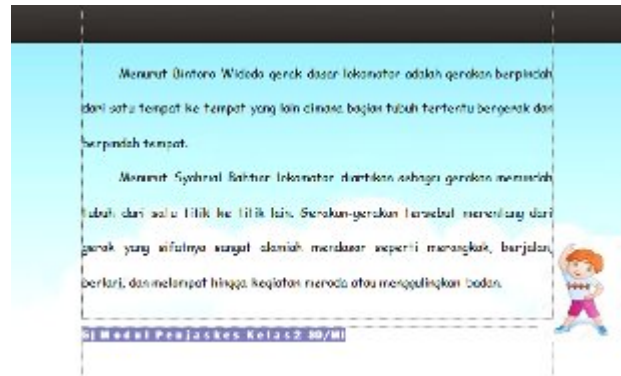 Menurut Bintoro Widodo gerak dasar lokomotor adalah gerakan berpindah
dari satu tempat ke tempat yang lain dimana bagian tubuh tertentu bergerak dan
berpindah tempat.
Menurut Syahrial Bahtiar lokomotor diartikan sebagai gerakan memindah
tubuh dari satu titik ke titik lain. Gerakan-gerakan tersebut merentang dari
gerak yang sifatnya sangat alamiah mendasar seperti merangkak, berjalan,
berlari, dan melompat hingga kegiatan meroda atau menggulingkan badan.
5| Modul Penjaskes Kelas 2 SD/MI